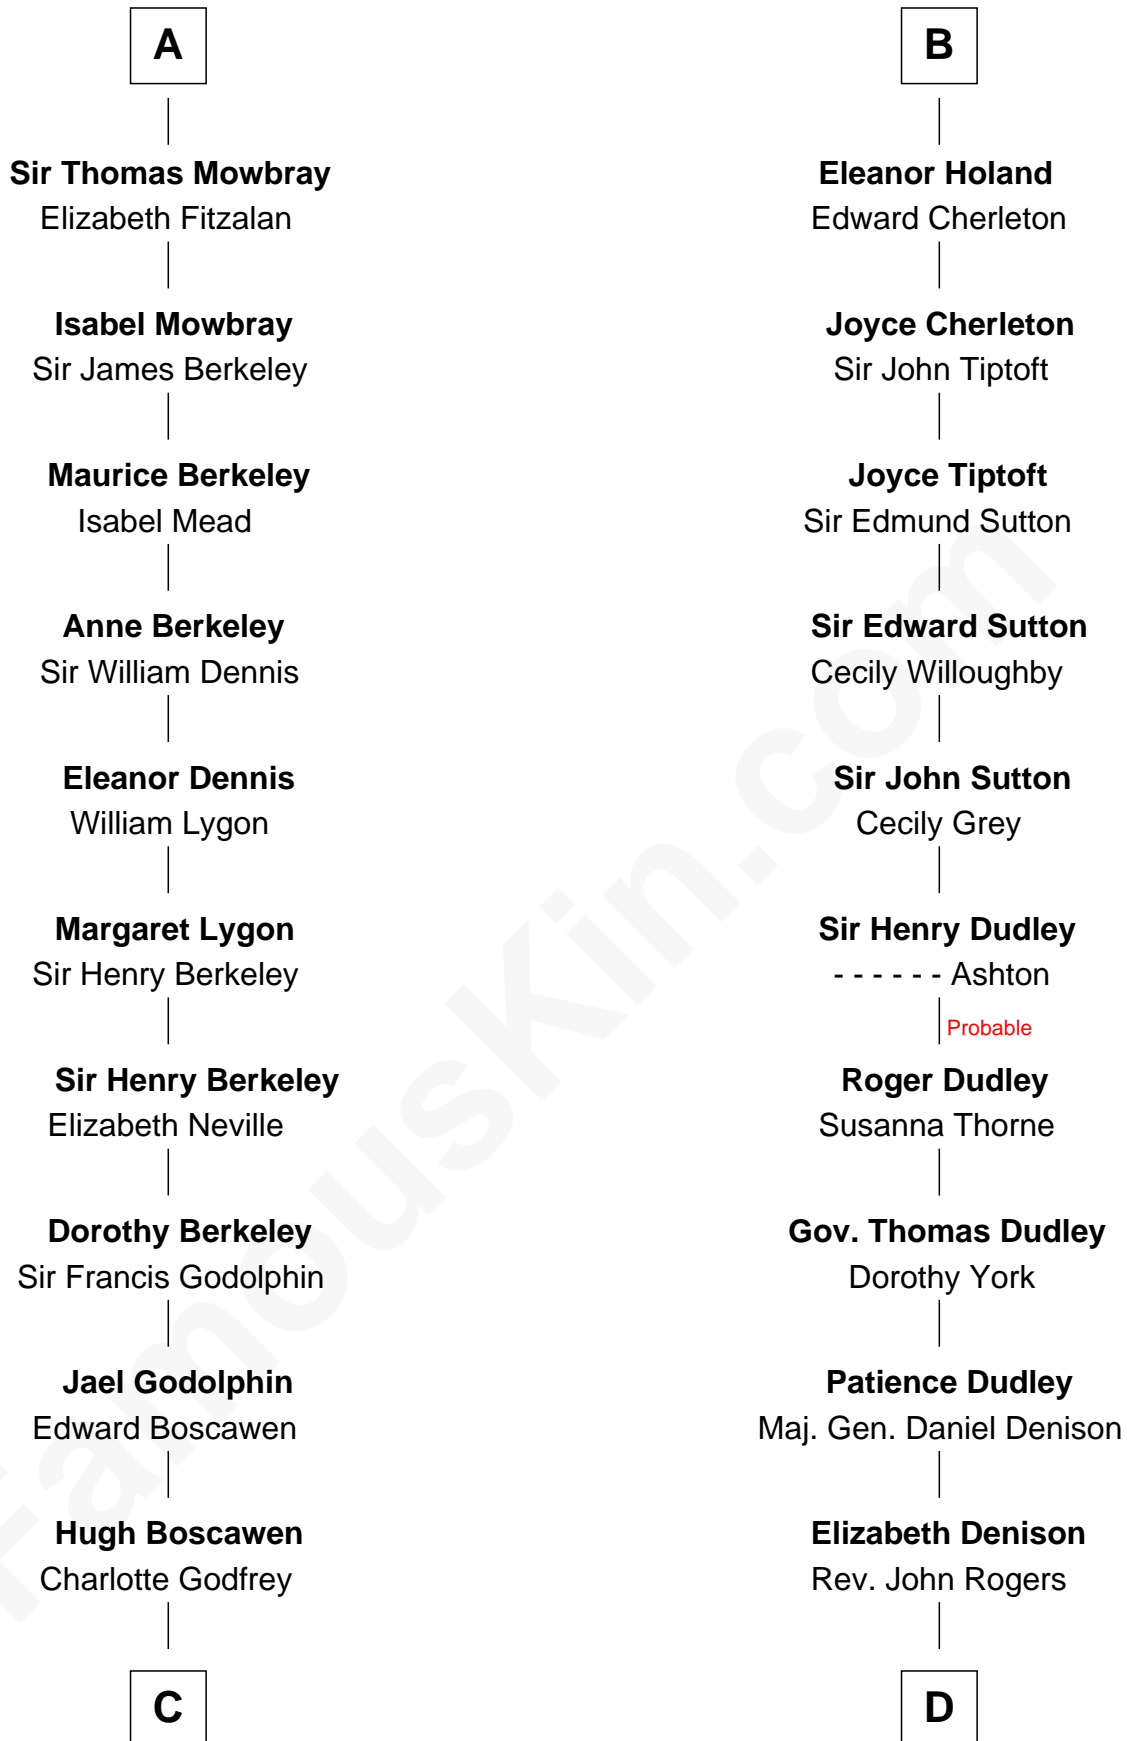 A
Sir Thomas Mowbray
Elizabeth Fitzalan
Isabel Mowbray
Sir James Berkeley
Maurice Berkeley
Isabel Mead
Anne Berkeley
Sir William Dennis
Eleanor Dennis
William Lygon
Margaret Lygon
Sir Henry Berkeley
Sir Henry Berkeley
Elizabeth Neville
Dorothy Berkeley
Sir Francis Godolphin
Jael Godolphin
Edward Boscawen
Hugh Boscawen
Charlotte Godfrey
C
B
Eleanor Holand
Edward Cherleton
Joyce Cherleton
Sir John Tiptoft
Joyce Tiptoft
Sir Edmund Sutton
Sir Edward Sutton
Cecily Willoughby
Sir John Sutton
Cecily Grey
Sir Henry Dudley
- - - - - - Ashton
Probable
Roger Dudley
Susanna Thorne
Gov. Thomas Dudley
Dorothy York
Patience Dudley
Maj. Gen. Daniel Denison
Elizabeth Denison
Rev. John Rogers
D
FamousKin.com